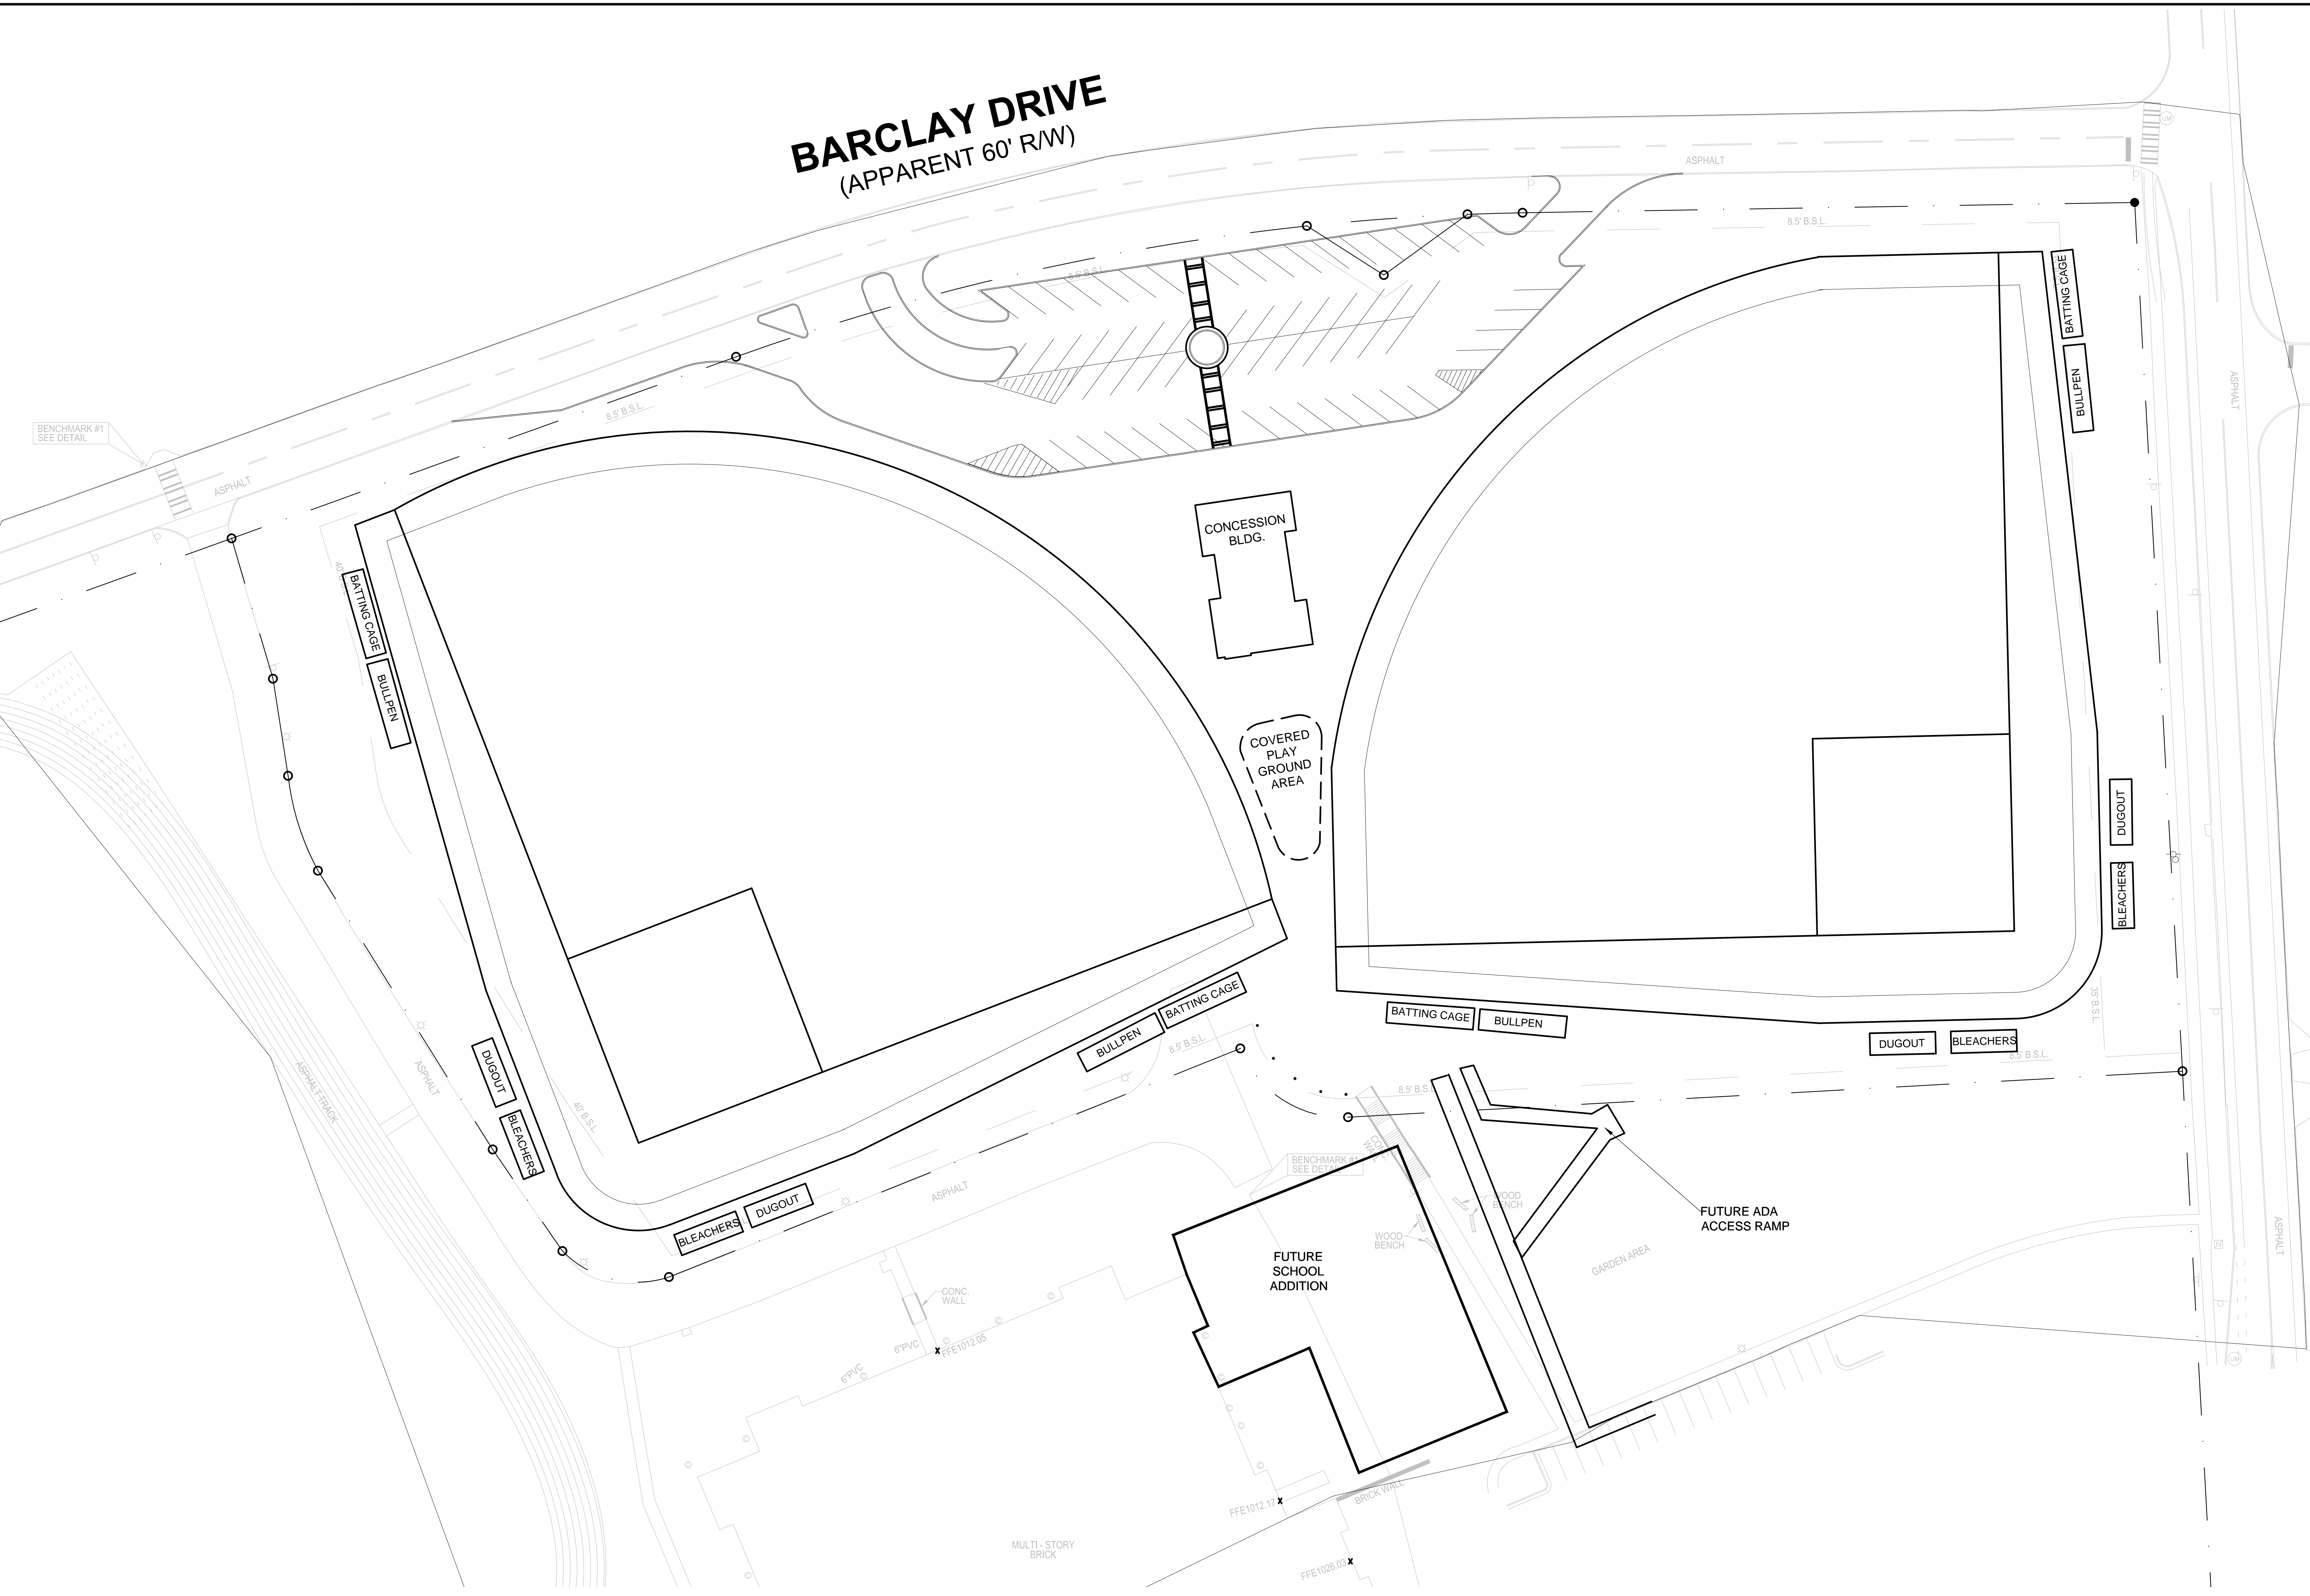 BARCLAY DRIVE
(APPARENT 60' R/W)
ASPHALT
8.5' B.S.L.
8.5' B.S.L.
BATTING CAGE
BULLPEN
ASPHALT
8.5' B.S.L.
BENCHMARK #1
SEE DETAIL
ASPHALT
CONCESSION
BLDG.
BATTING CAGE
BULLPEN
COVERED
PLAY
GROUND
AREA
DUGOUT
BLEACHERS
BATTING CAGE
BULLPEN
BATTING CAGE
BULLPEN
35' B.S.L.
DUGOUT
BLEACHERS
8.5' B.S.L.
8.5' B.S.L.
8.5' B.S.L.
DUGOUT
BLEACHERS
40' B.S.L.
ASPHALT TRACK
ASPHALT
BENCHMARK #1
SEE DETAIL
ASPHALT
DUGOUT
BLEACHERS
WOOD
BENCH
WOOD
BENCH
FUTURE ADA
ACCESS RAMP
ASPHALT
FUTURE
SCHOOL
ADDITION
GARDEN AREA
CONC.
WALL
6"PVC
FFE1012.05
6"PVC
FFE1012.17
BRICK WALL
MULTI - STORY
BRICK
FFE1026.03
UM
UM